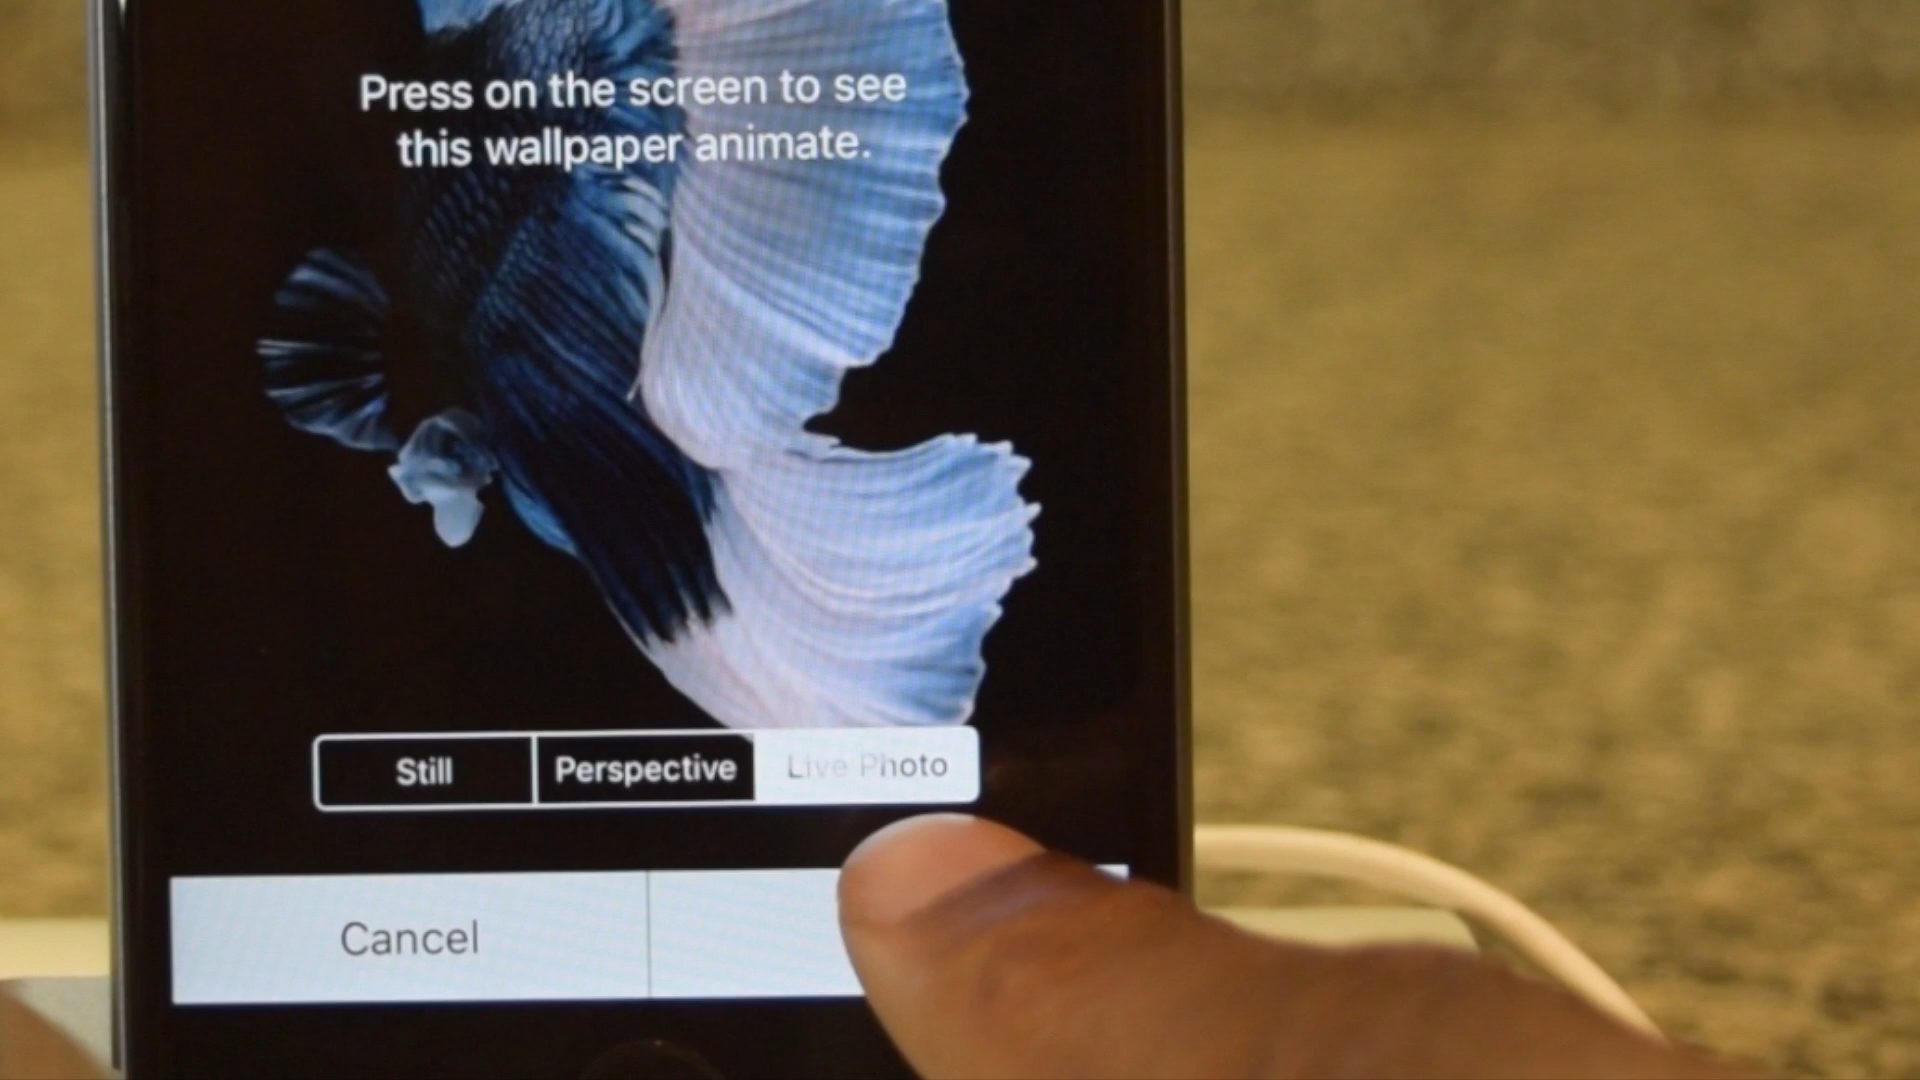 Press on the screen to see
this wallpaper animate.
Still Perspective Live Photo
Cancel